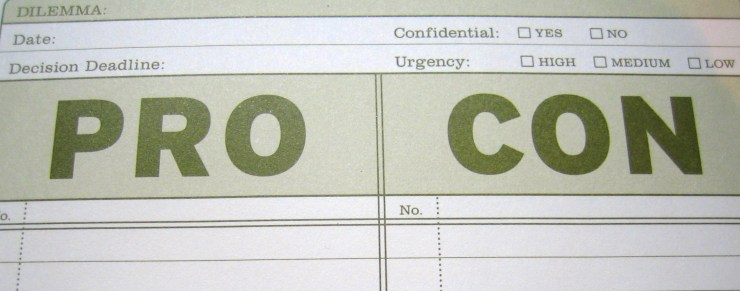 DILEMMA:
Date: Confidential: YES NO
Decision Deadline: Urgency: HIGH MEDIUM LOW
PRO CON
o. No.